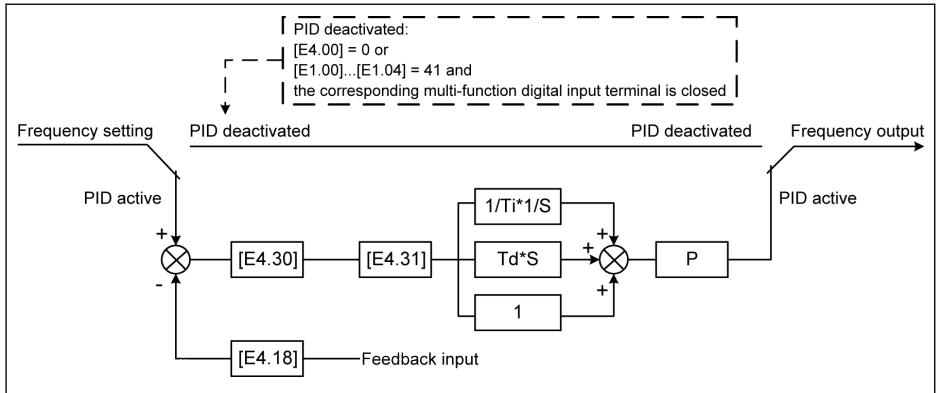 PID deactivated:
[E4.00] = 0 or
[E1.00]...[E1.04] = 41 and
the corresponding multi-function digital input terminal is closed
Frequency setting
PID deactivated
PID deactivated
Frequency output
PID active
PID active
+
-
[E4.30]
[E4.31]
1/Ti*1/S
Td*S
1
+
+
+
P
[E4.18]
Feedback input